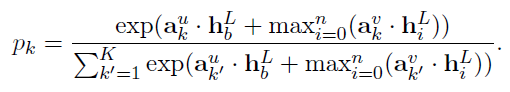 p_k = \frac{\exp(\mathbf{a}_k^u \cdot \mathbf{h}_b^L + \max_{i=0}^n(\mathbf{a}_k^v \cdot \mathbf{h}_i^L))}{\sum_{k'=1}^K \exp(\mathbf{a}_{k'}^u \cdot \mathbf{h}_b^L + \max_{i=0}^n(\mathbf{a}_{k'}^v \cdot \mathbf{h}_i^L))}.